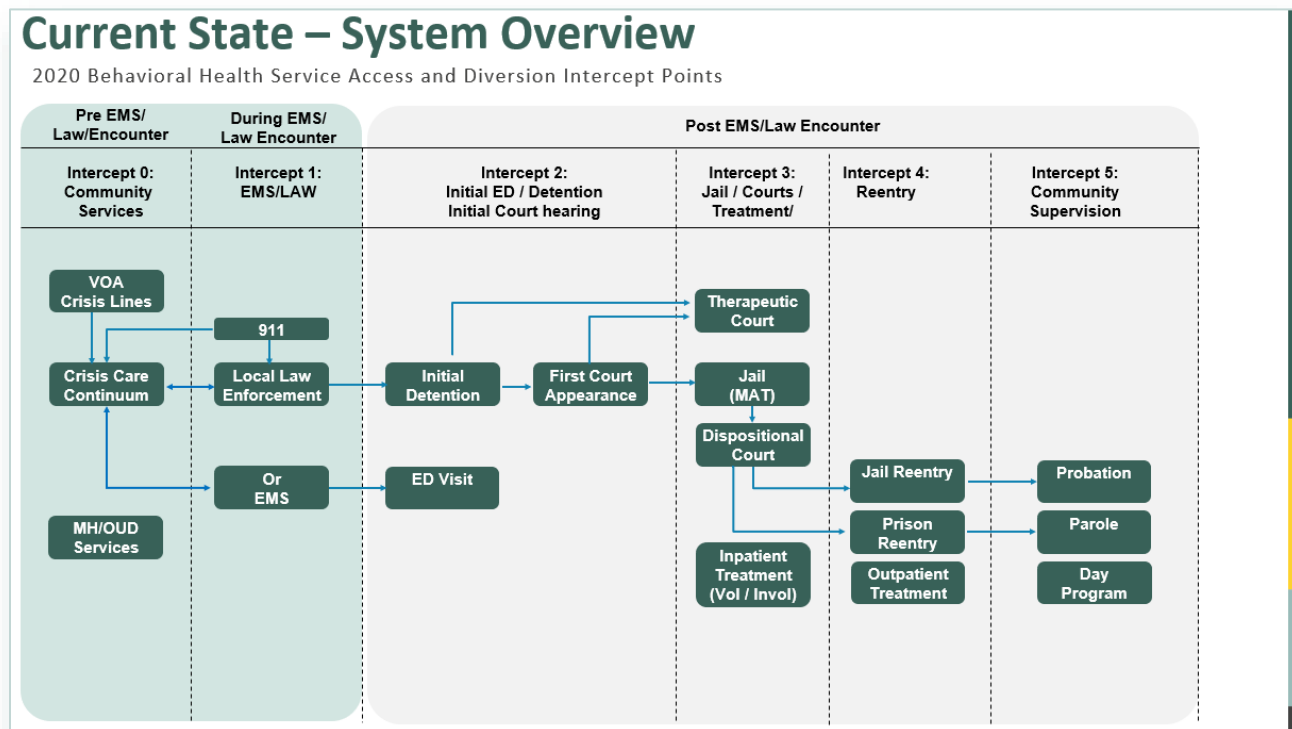 Current State – System Overview
2020 Behavioral Health Service Access and Diversion Intercept Points
Pre EMS/
Law/Encounter
During EMS/
Law Encounter
Post EMS/Law Encounter
Intercept 0:
Community
Services
Intercept 1:
EMS/LAW
Intercept 2:
Initial ED / Detention
Initial Court hearing
Intercept 3:
Jail / Courts /
Treatment/
Intercept 4:
Reentry
Intercept 5:
Community
Supervision
VOA
Crisis Lines
911
Therapeutic
Court
Crisis Care
Continuum
Local Law
Enforcement
Initial
Detention
First Court
Appearance
Jail
(MAT)
Dispositional
Court
Or
EMS
ED Visit
Jail Reentry
Probation
MH/OUD
Services
Prison
Reentry
Parole
Inpatient
Treatment
(Vol / Invol)
Outpatient
Treatment
Day
Program